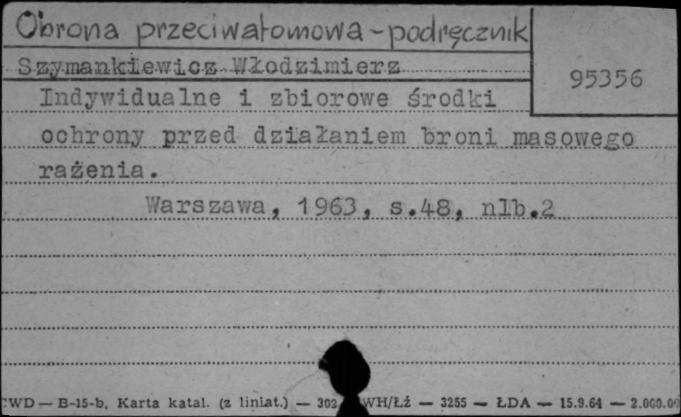 Obrona przeciwatomowa - podręcznik
Szymankiewicz Włodzimierz
95356
Indywidualne i zbiorowe środki
ochrony przed działaniem broni masowego
rażenia.
Warszawa, 1963, s.48, nlb.2
CWD — B-15-b, Karta katal. (z liniat.) — 303 WH/Łź — 3255 — ŁDA — 15.9.64 — 2.000.00